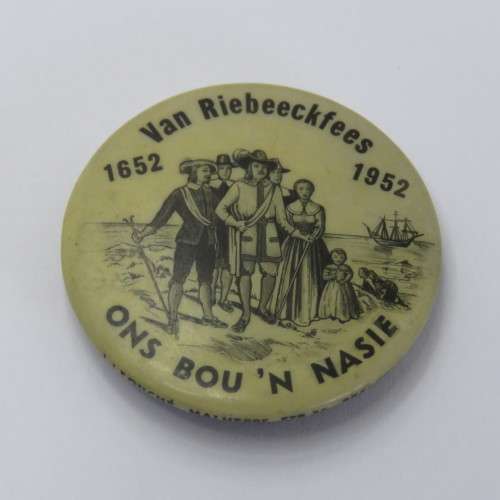 Van Riebeeckfees
1652 1952
ONS BOU 'N NASIE